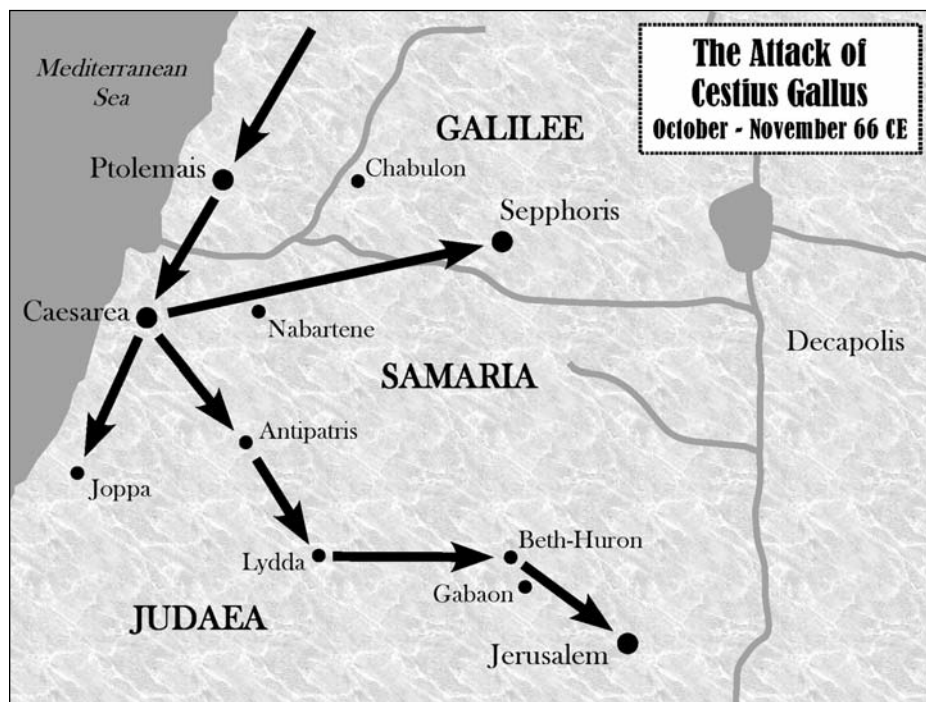 The Attack of
Cestius Gallus
October - November 66 CE
Mediterranean
Sea
GALILEE
Ptolemais
Chabulon
Sepphoris
Caesarea
Nabartene
Decapolis
SAMARIA
Antipatris
Joppa
Lydda
Beth-Huron
Gabaon
JUDAEA
Jerusalem